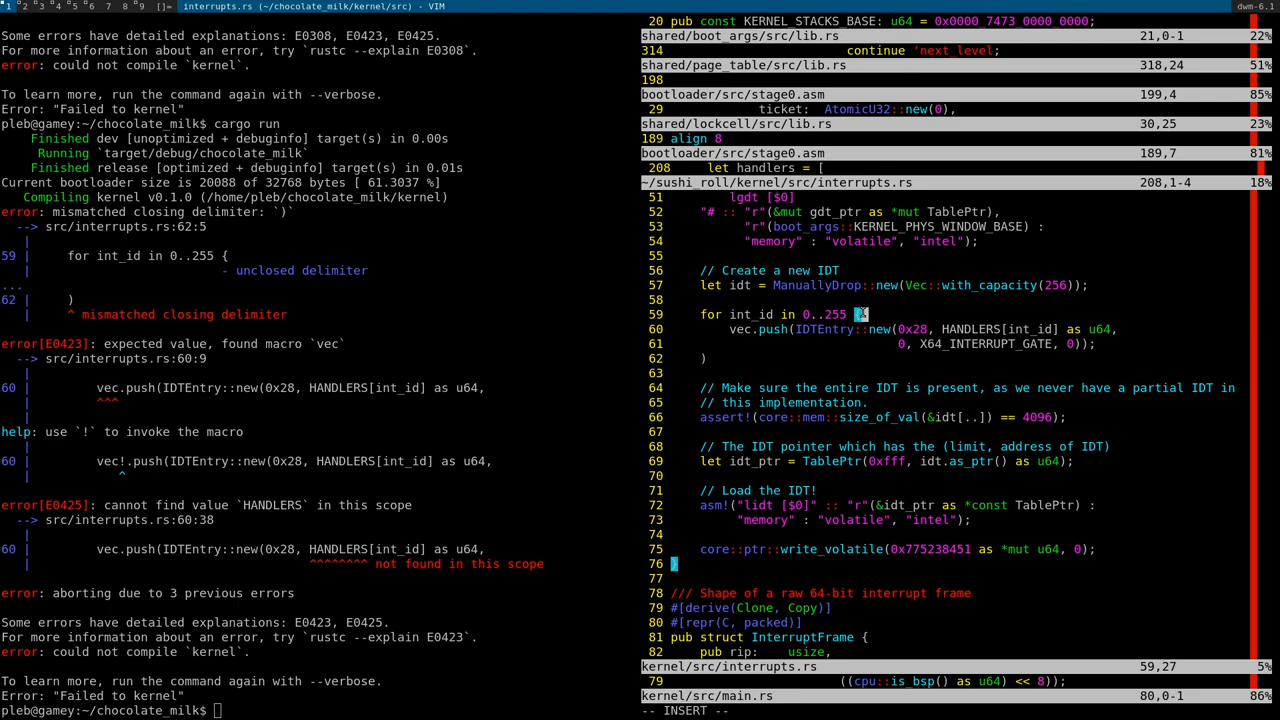 1 2 3 4 5 6 7 8 9 []= interrupts.rs (~/chocolate_milk/kernel/src) - VIM dwm-6.1
Some errors have detailed explanations: E0308, E0423, E0425.
For more information about an error, try `rustc --explain E0308`.
error: could not compile `kernel`.
To learn more, run the command again with --verbose.
Error: "Failed to kernel"
pleb@gamey:~/chocolate_milk$ cargo run
Finished dev [unoptimized + debuginfo] target(s) in 0.00s
Running `target/debug/chocolate_milk`
Finished release [optimized + debuginfo] target(s) in 0.01s
Current bootloader size is 20088 of 32768 bytes [ 61.3037 %]
Compiling kernel v0.1.0 (/home/pleb/chocolate_milk/kernel)
error: mismatched closing delimiter: `)`
--> src/interrupts.rs:62:5
|
59 | for int_id in 0..255 {
| - unclosed delimiter
...
62 | )
| ^ mismatched closing delimiter
error[E0423]: expected value, found macro `vec`
--> src/interrupts.rs:60:9
|
60 | vec.push(IDTEntry::new(0x28, HANDLERS[int_id] as u64,
| ^^^
|
help: use `!` to invoke the macro
|
60 | vec!.push(IDTEntry::new(0x28, HANDLERS[int_id] as u64,
| ^
error[E0425]: cannot find value `HANDLERS` in this scope
--> src/interrupts.rs:60:38
|
60 | vec.push(IDTEntry::new(0x28, HANDLERS[int_id] as u64,
| ^^^^^^^^ not found in this scope
error: aborting due to 3 previous errors
Some errors have detailed explanations: E0423, E0425.
For more information about an error, try `rustc --explain E0423`.
error: could not compile `kernel`.
To learn more, run the command again with --verbose.
Error: "Failed to kernel"
pleb@gamey:~/chocolate_milk$
20 pub const KERNEL_STACKS_BASE: u64 = 0x0000_7473_0000_0000;
shared/boot_args/src/lib.rs 21,0-1 22%
314 continue 'next_level;
shared/page_table/src/lib.rs 318,24 51%
198
bootloader/src/stage0.asm 199,4 85%
29 ticket: AtomicU32::new(0),
shared/lockcell/src/lib.rs 30,25 23%
189 align 8
bootloader/src/stage0.asm 189,7 81%
208 let handlers = [
~/sushi_roll/kernel/src/interrupts.rs 208,1-4 18%
51 lgdt [$0]
52 "# :: "r"(&mut gdt_ptr as *mut TablePtr),
53 "r"(boot_args::KERNEL_PHYS_WINDOW_BASE) :
54 "memory" : "volatile", "intel");
55
56 // Create a new IDT
57 let idt = ManuallyDrop::new(Vec::with_capacity(256));
58
59 for int_id in 0..255 {
60 vec.push(IDTEntry::new(0x28, HANDLERS[int_id] as u64,
61 0, X64_INTERRUPT_GATE, 0));
62 )
63
64 // Make sure the entire IDT is present, as we never have a partial IDT in
65 // this implementation.
66 assert!(core::mem::size_of_val(&idt[..]) == 4096);
67
68 // The IDT pointer which has the (limit, address of IDT)
69 let idt_ptr = TablePtr(0xfff, idt.as_ptr() as u64);
70
71 // Load the IDT!
72 asm!("lidt [$0]" :: "r"(&idt_ptr as *const TablePtr) :
73 "memory" : "volatile", "intel");
74
75 core::ptr::write_volatile(0x775238451 as *mut u64, 0);
76 }
77
78 /// Shape of a raw 64-bit interrupt frame
79 #[derive(Clone, Copy)]
80 #[repr(C, packed)]
81 pub struct InterruptFrame {
82 pub rip: usize,
kernel/src/interrupts.rs 59,27 5%
79 ((cpu::is_bsp() as u64) << 8));
kernel/src/main.rs 80,0-1 86%
-- INSERT --